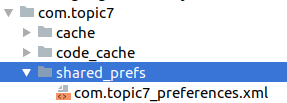 com.topic7
cache
code_cache
shared_prefs
com.topic7_preferences.xml